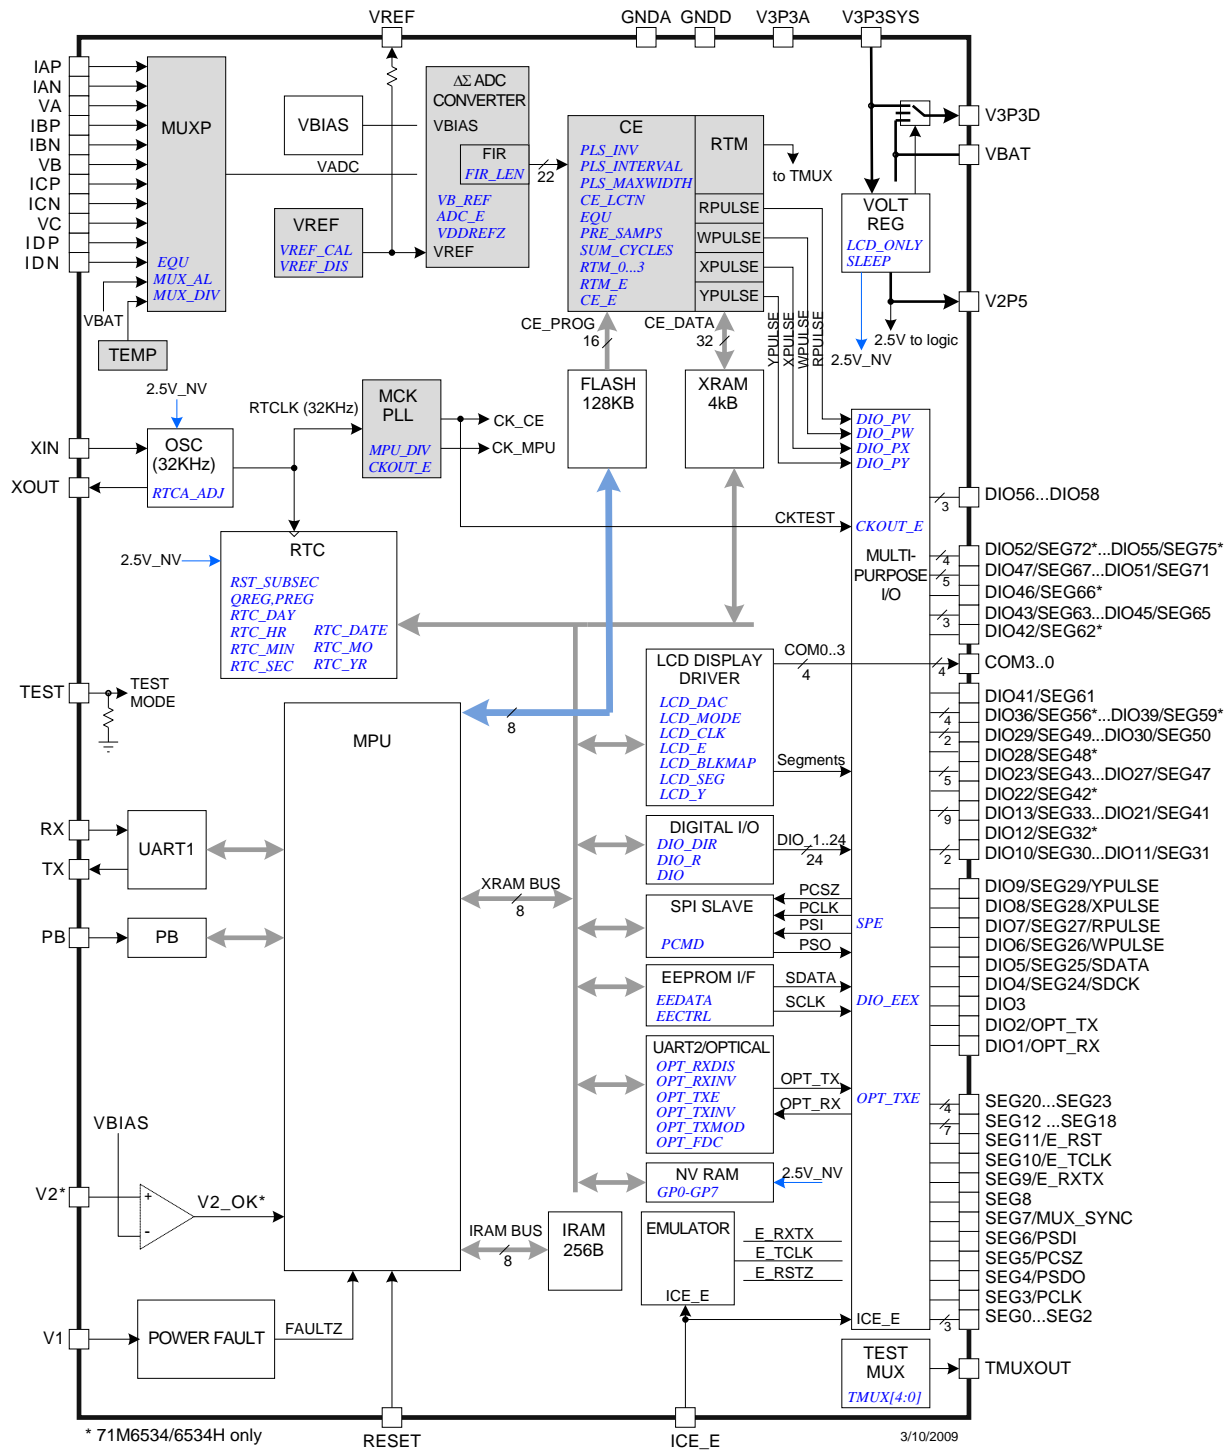 VREF
GNDA GNDD
V3P3A
V3P3SYS
IAP
IAN
VA
IBP
IBN
VB
ICP
ICN
VC
IDP
IDN
MUXP
EQU
MUX_AL
MUX_DIV
VBAT
TEMP
VBIAS
VADC
VREF
VREF_CAL
VREF_DIS
ΔΣ ADC
CONVERTER
VBIAS
FIR
FIR_LEN
VB_REF
ADC_E
VDDREFZ
VREF
22
CE
PLS_INV
PLS_INTERVAL
PLS_MAXWIDTH
CE_LCTN
EQU
PRE_SAMPS
SUM_CYCLES
RTM_0...3
RTM_E
CE_E
RTM
RPULSE
WPULSE
XPULSE
YPULSE
to TMUX
VOLT
REG
LCD_ONLY
SLEEP
V3P3D
VBAT
V2P5
2.5V to logic
2.5V_NV
CE_PROG
16
CE_DATA
32
YPULSE
XPULSE
WPULSE
RPULSE
FLASH
128KB
XRAM
4kB
2.5V_NV
RTCLK (32KHz)
MCK
PLL
MPU_DIV
CKOUT_E
CK_CE
CK_MPU
XIN
XOUT
OSC
(32KHz)
RTCA_ADJ
2.5V_NV
RTC
RST_SUBSEC
QREG,PREG
RTC_DAY
RTC_HR
RTC_MIN
RTC_SEC
RTC_DATE
RTC_MO
RTC_YR
DIO_PV
DIO_PW
DIO_PX
DIO_PY
CKTEST
CKOUT_E
MULTI-
PURPOSE
I/O
3
DIO56...DIO58
4
DIO52/SEG72*...DIO55/SEG75*
5
DIO47/SEG67...DIO51/SEG71
DIO46/SEG66*
3
DIO43/SEG63...DIO45/SEG65
DIO42/SEG62*
4
COM3..0
DIO41/SEG61
4
DIO36/SEG56*...DIO39/SEG59*
2
DIO29/SEG49...DIO30/SEG50
DIO28/SEG48*
5
DIO23/SEG43...DIO27/SEG47
DIO22/SEG42*
9
DIO13/SEG33...DIO21/SEG41
DIO12/SEG32*
2
DIO10/SEG30...DIO11/SEG31
DIO9/SEG29/YPULSE
DIO8/SEG28/XPULSE
DIO7/SEG27/RPULSE
DIO6/SEG26/WPULSE
DIO5/SEG25/SDATA
DIO4/SEG24/SDCK
DIO3
DIO2/OPT_TX
DIO1/OPT_RX
4
SEG20...SEG23
7
SEG12 ...SEG18
SEG11/E_RST
SEG10/E_TCLK
SEG9/E_RXTX
SEG8
SEG7/MUX_SYNC
SEG6/PSDI
SEG5/PCSZ
SEG4/PSDO
SEG3/PCLK
3
SEG0...SEG2
TEST
TEST
MODE
MPU
8
LCD DISPLAY
DRIVER
LCD_DAC
LCD_MODE
LCD_CLK
LCD_E
LCD_BLKMAP
LCD_SEG
LCD_Y
COM0..3
4
Segments
RX
TX
UART1
PB
PB
XRAM BUS
8
DIGITAL I/O
DIO_DIR
DIO_R
DIO
DIO_1..24
24
SPI SLAVE
PCMD
PCSZ
PCLK
PSI
PSO
SPE
EEPROM I/F
EEDATA
EECTRL
SDATA
SCLK
DIO_EEX
UART2/OPTICAL
OPT_RXDIS
OPT_RXINV
OPT_TXE
OPT_TXINV
OPT_TXMOD
OPT_FDC
OPT_TX
OPT_RX
OPT_TXE
NV RAM
GP0-GP7
2.5V_NV
VBIAS
V2*
+
-
V2_OK*
IRAM BUS
8
IRAM
256B
EMULATOR
ICE_E
E_RXTX
E_TCLK
E_RSTZ
ICE_E
V1
POWER FAULT
FAULTZ
TEST
MUX
TMUX[4:0]
TMUXOUT
* 71M6534/6534H only
RESET
ICE_E
3/10/2009